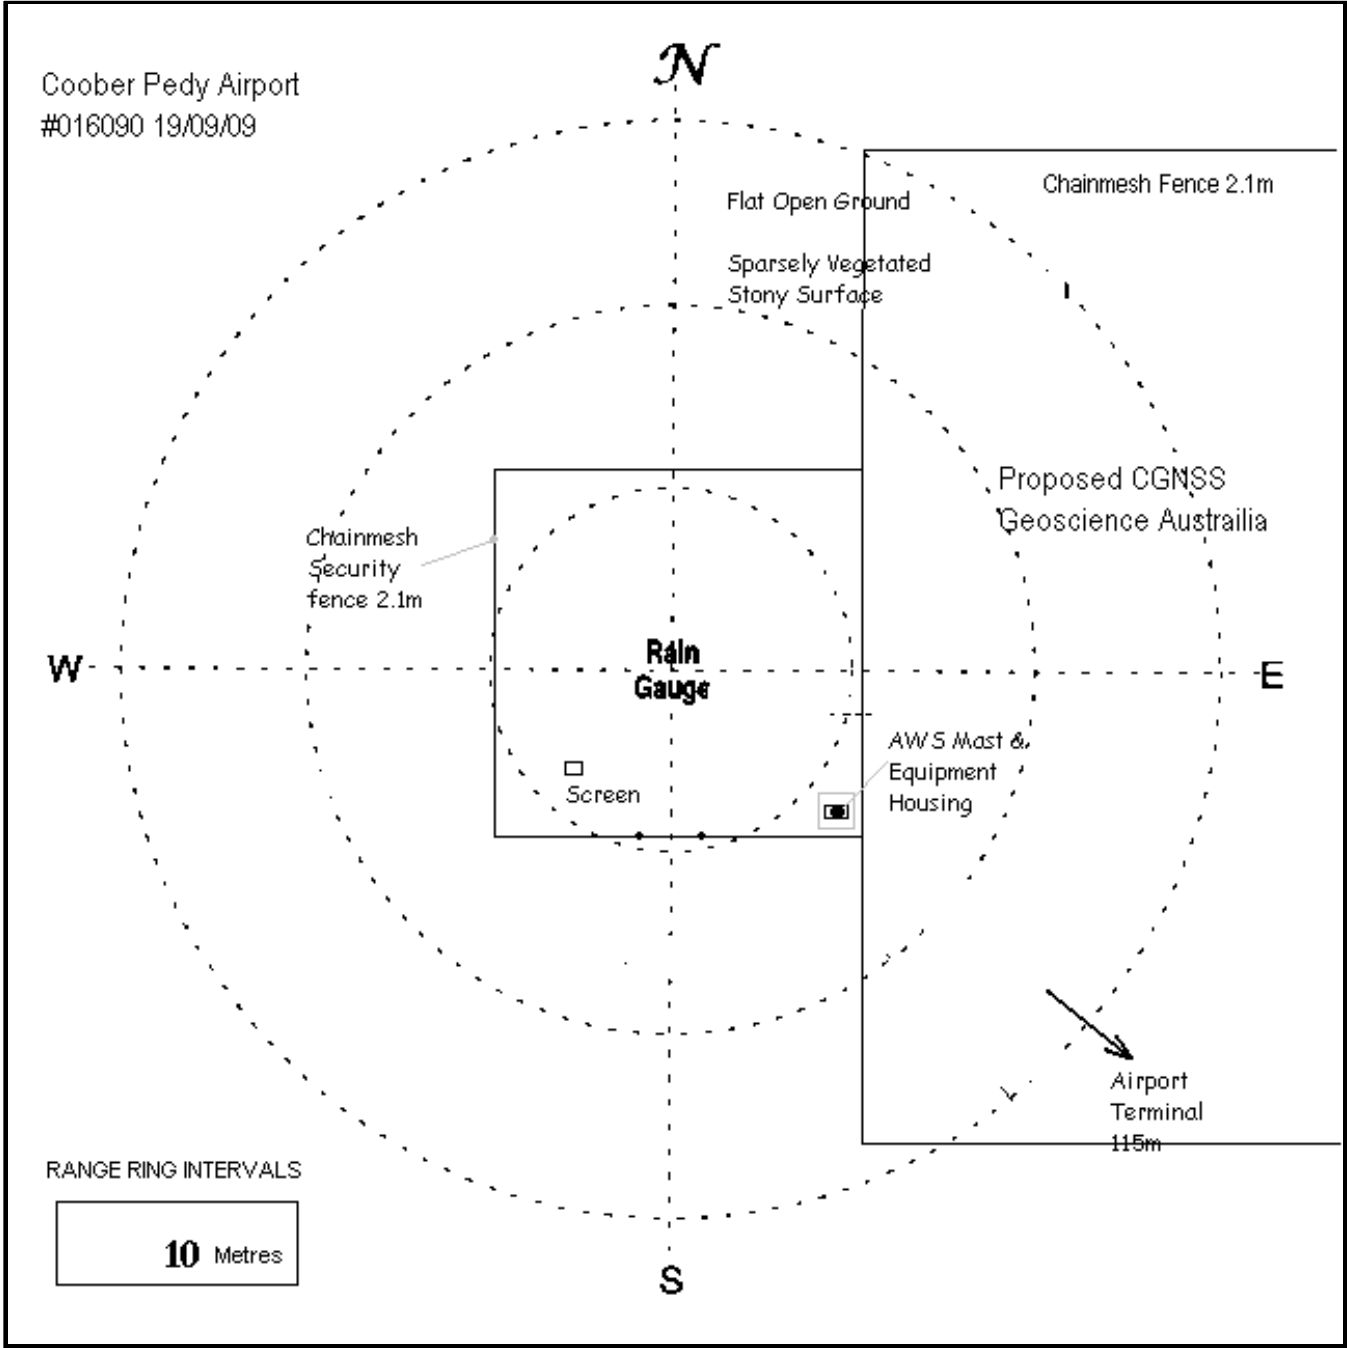 N
Coober Pedy Airport
#016090 19/09/09
Chainmesh Fence 2.1m
Flat Open Ground
Sparsely Vegetated
Stony Surface
Proposed CGNSS
Geoscience Austrailia
Chainmesh
Security
fence 2.1m
W
Rain
Gauge
E
AWS Mast &
Equipment
Housing
Screen
Airport
Terminal
115m
RANGE RING INTERVALS
10 Metres
S